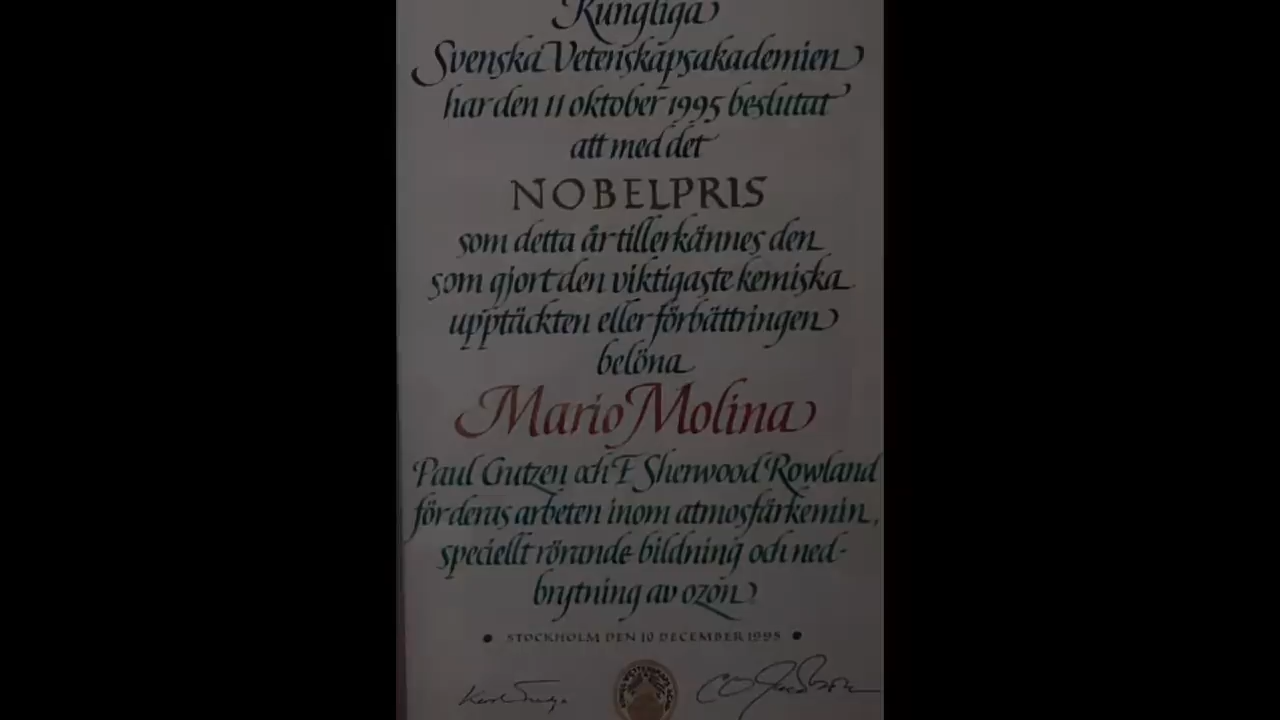 Kungliga
Svenska Vetenskapsakademien
har den 11 oktober 1995 beslutat
att med det
NOBELPRIS
som detta år tillerkännes den
som gjort den viktigaste kemiska
upptäckten eller förbättringen
belöna
Mario Molina
Paul Crutzen och F Sherwood Rowland
för deras arbeten inom atmosfärkemin,
speciellt rörande bildning och ned-
brytning av ozon
• STOCKHOLM DEN 10 DECEMBER 1995 •